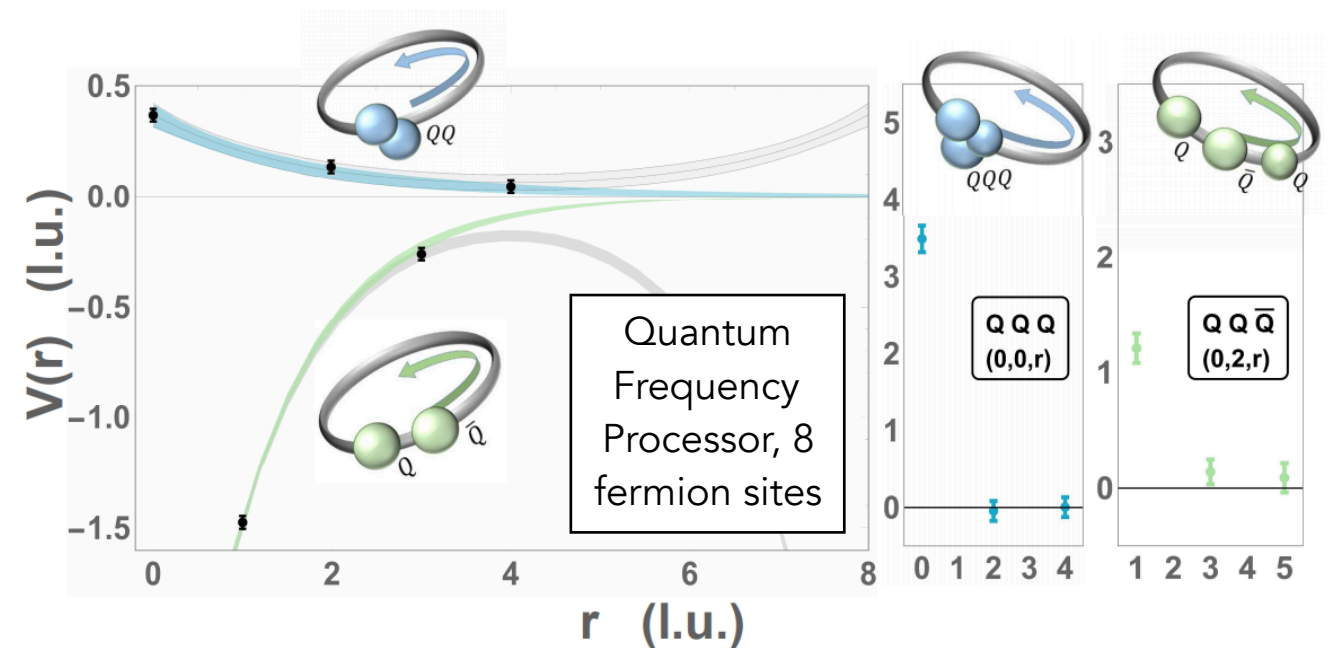 0.5
0.0
−0.5
−1.0
−1.5
V(r) (l.u.)
0 2 4 6 8
r (l.u.)
QQ
Q Q̄
Quantum
Frequency
Processor, 8
fermion sites
5
4
3
2
1
0
0 1 2 3 4
QQQ
Q Q Q
(0,0,r)
3
2
1
0
1 2 3 4 5
Q Q̄ Q
Q Q Q̄
(0,2,r)